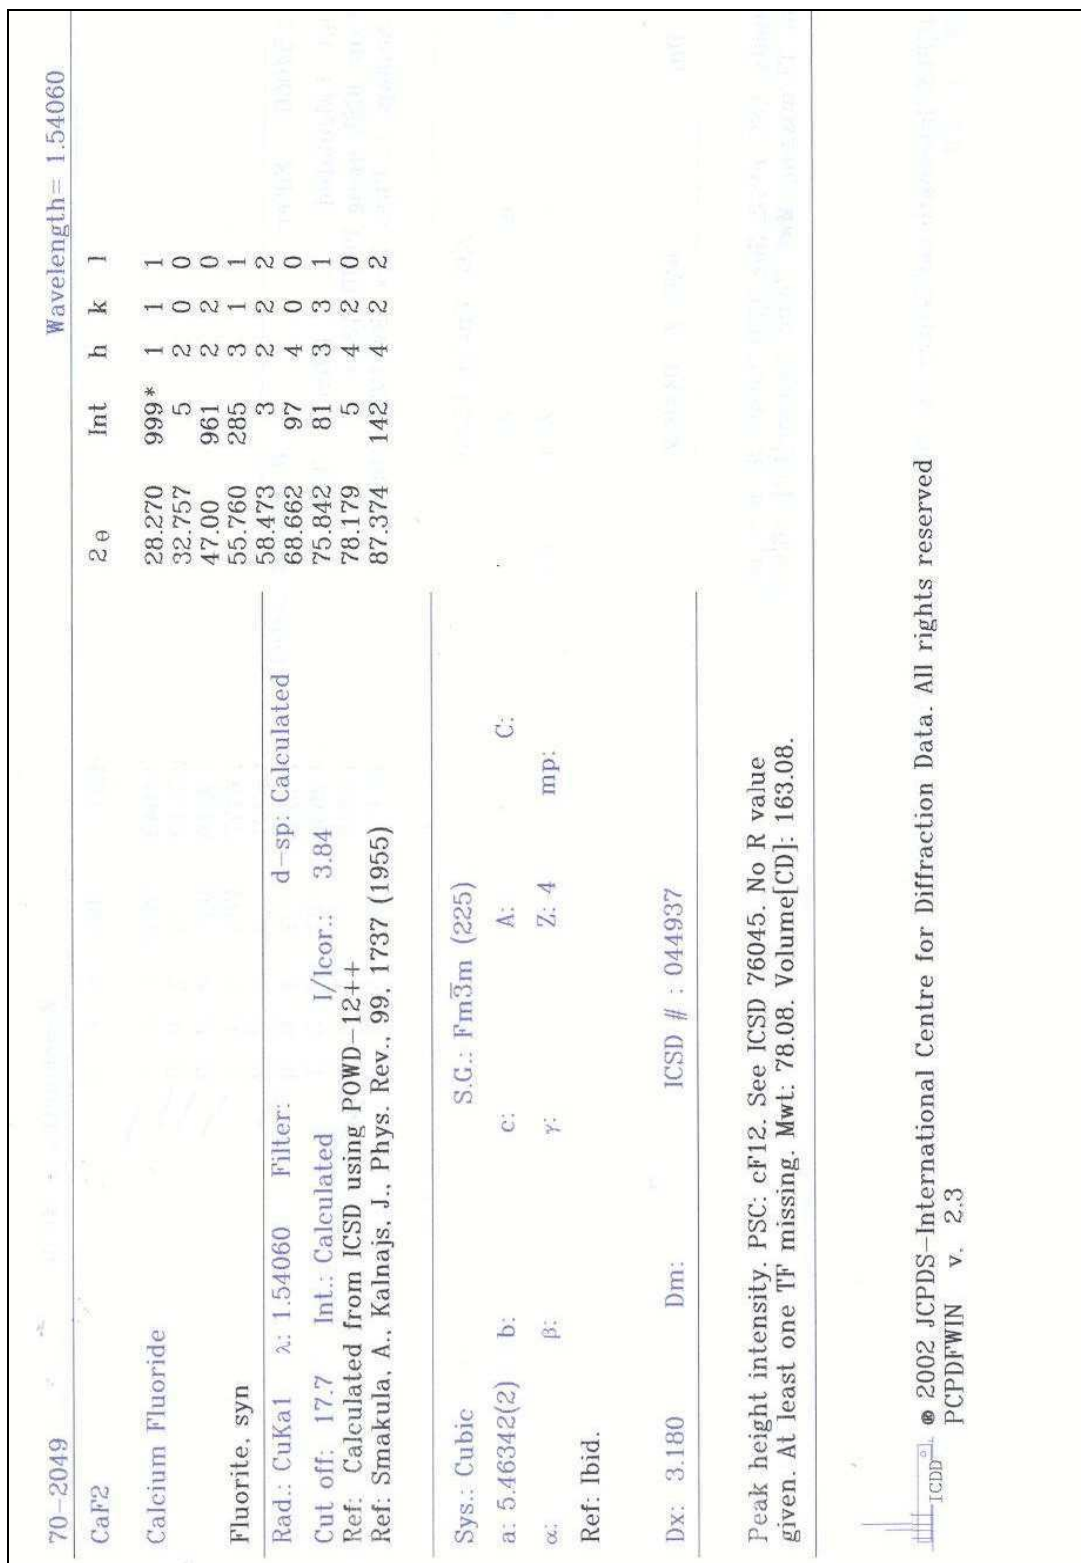 70-2049 Wavelength= 1.54060
CaF2 2θ Int h k l
Calcium Fluoride
Fluorite, syn
28.270 999* 1 1 1
32.757 5 2 0 0
47.00 961 2 2 0
55.760 285 3 1 1
58.473 3 2 2 2
68.662 97 4 0 0
75.842 81 3 3 1
78.179 5 4 2 0
87.374 142 4 2 2
Rad.: CuKa1 λ: 1.54060 Filter: d-sp: Calculated
Cut off: 17.7 Int.: Calculated I/Icor.: 3.84
Ref: Calculated from ICSD using POWD-12++
Ref: Smakula, A., Kalnajs, J., Phys. Rev., 99, 1737 (1955)
Sys.: Cubic S.G.: Fm3̅m (225)
a: 5.46342(2) b: c: A: C:
α: β: γ: Z: 4 mp:
Ref: Ibid.
Dx: 3.180 Dm: ICSD # : 044937
Peak height intensity. PSC: cF12. See ICSD 76045. No R value
given. At least one TF missing. Mwt: 78.08. Volume[CD]: 163.08.
ICDD ® 2002 JCPDS-International Centre for Diffraction Data. All rights reserved
PCPDFWIN v. 2.3